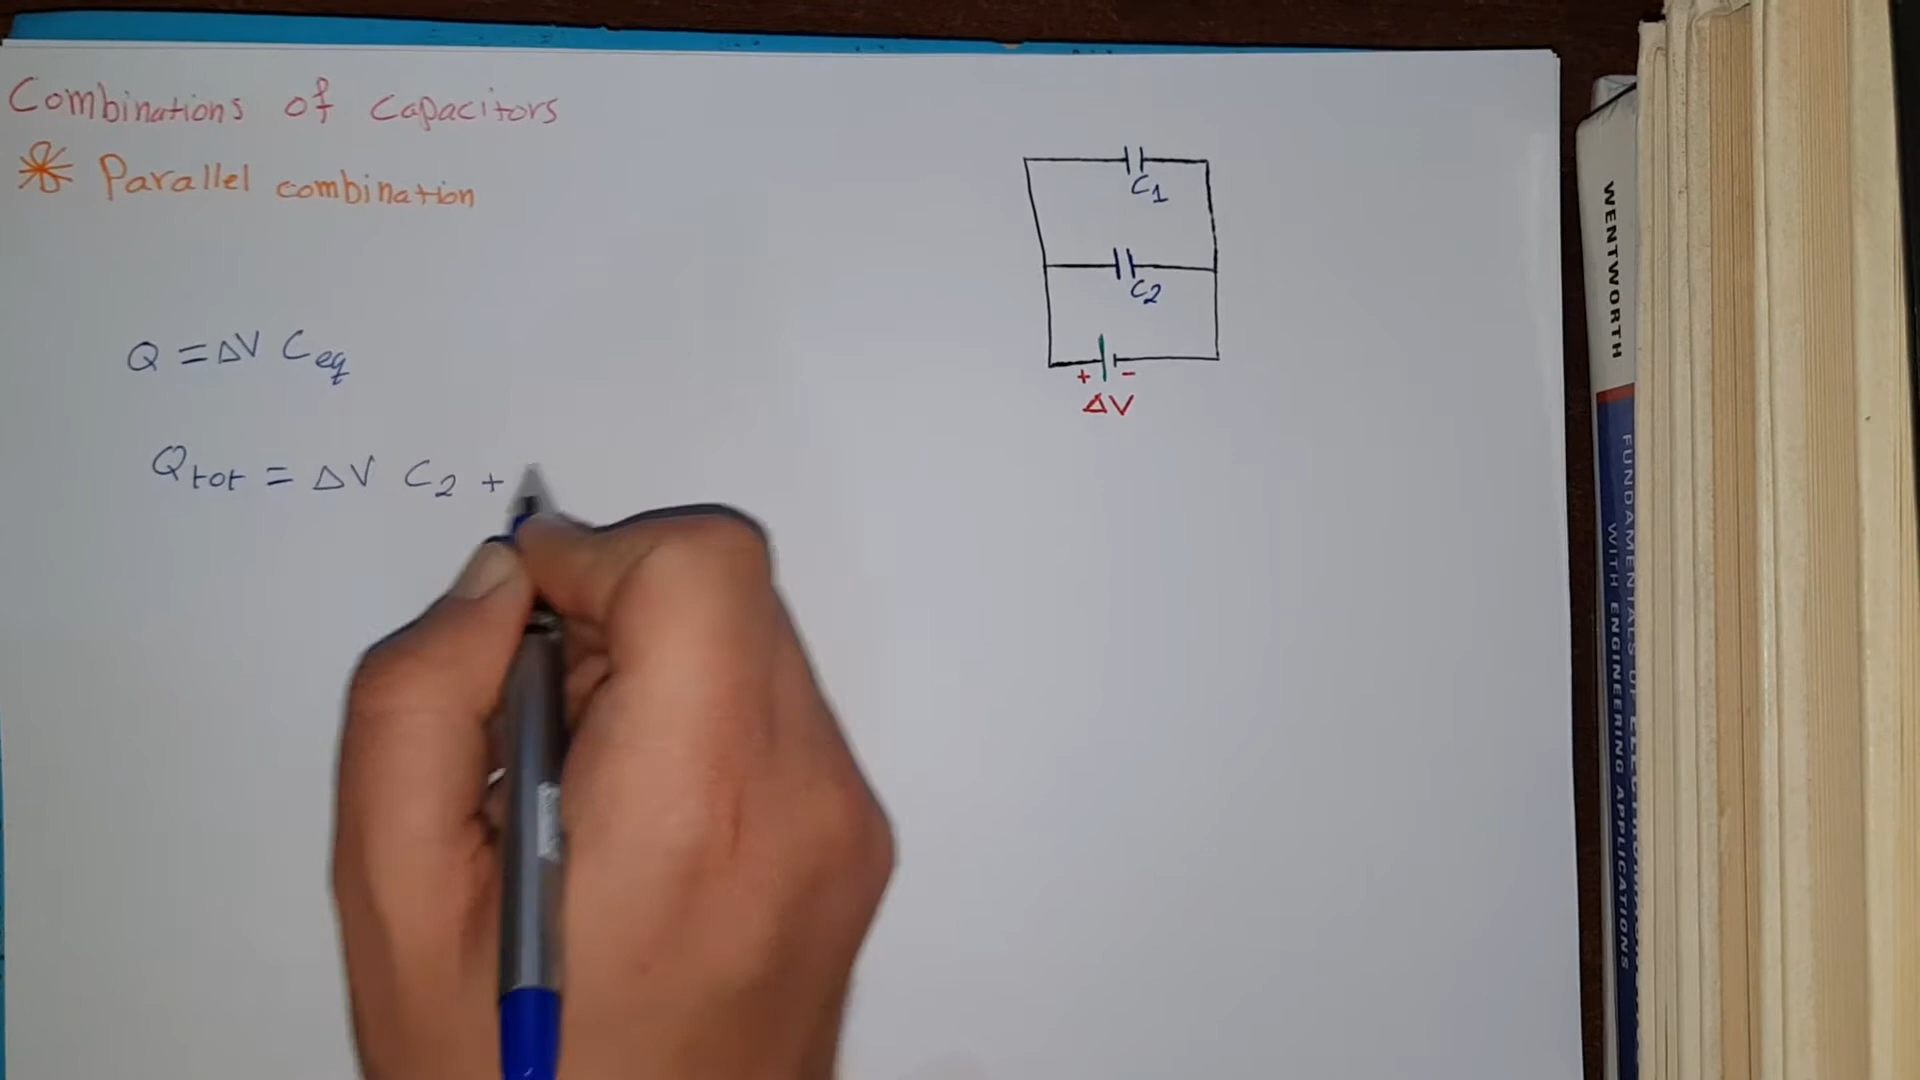 Combinations of capacitors
* Parallel combination
Q = ΔV Ceq
Qtot = ΔV C2 +
C1
C2
+ -
ΔV
WENTWORTH
FUNDAMENTALS OF ELECTROMAGNETICS
WITH ENGINEERING APPLICATIONS